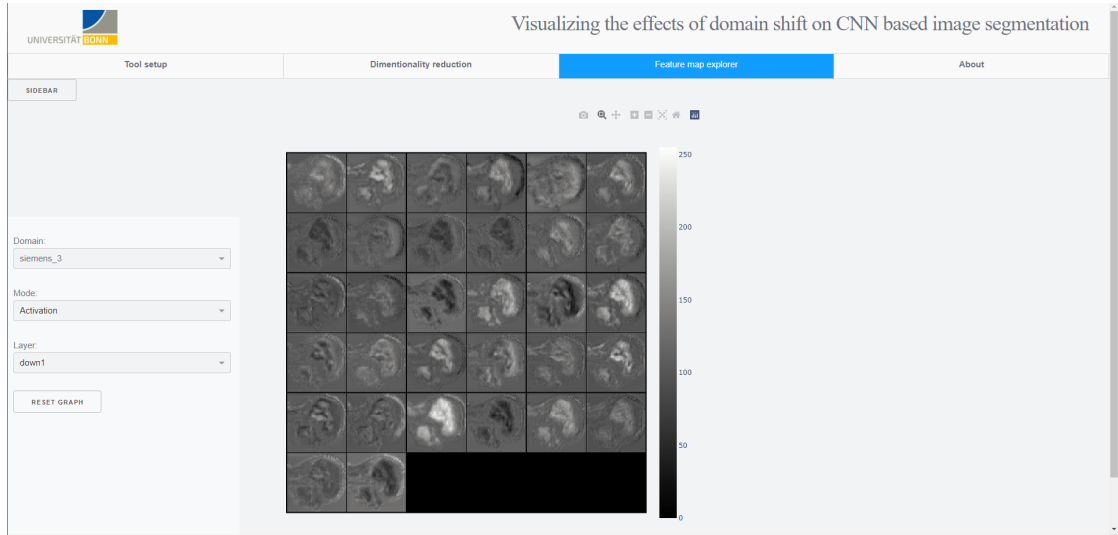 UNIVERSITÄT BONN
Visualizing the effects of domain shift on CNN based image segmentation
Tool setup
Dimentionality reduction
Feature map explorer
About
SIDEBAR
250
200
150
100
50
0
Domain:
siemens_3
Mode:
Activation
Layer:
down1
RESET GRAPH